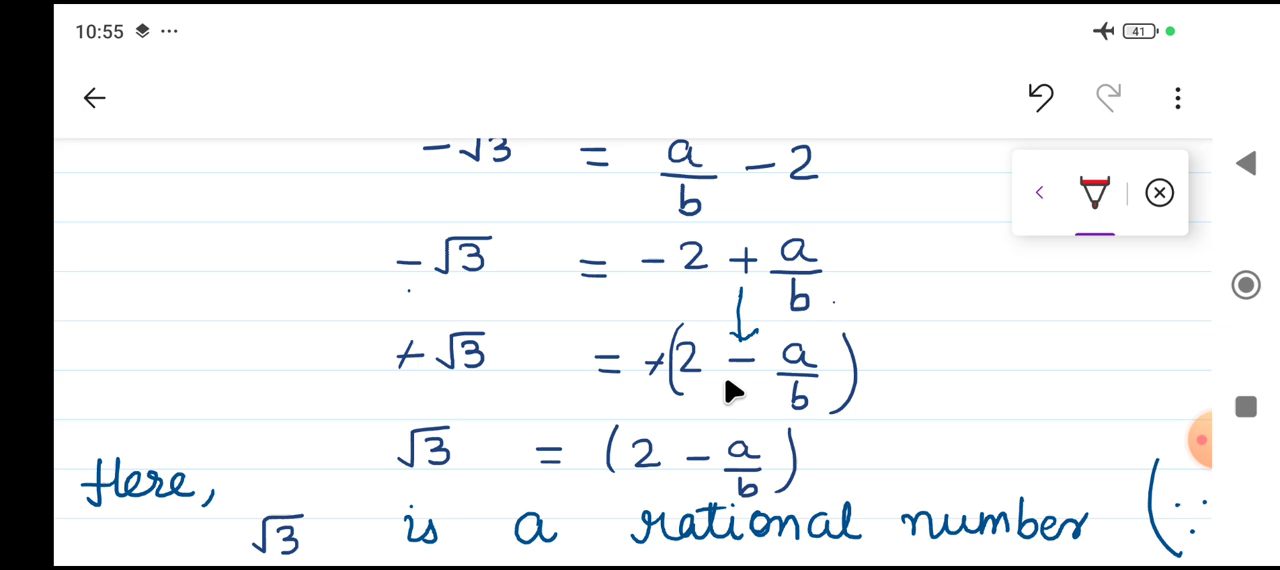 10:55 41
-√3 = a/b - 2
-√3 = -2 + a/b
+√3 = +(2 - a/b)
√3 = (2 - a/b)
Here,
√3 is a rational number (∵